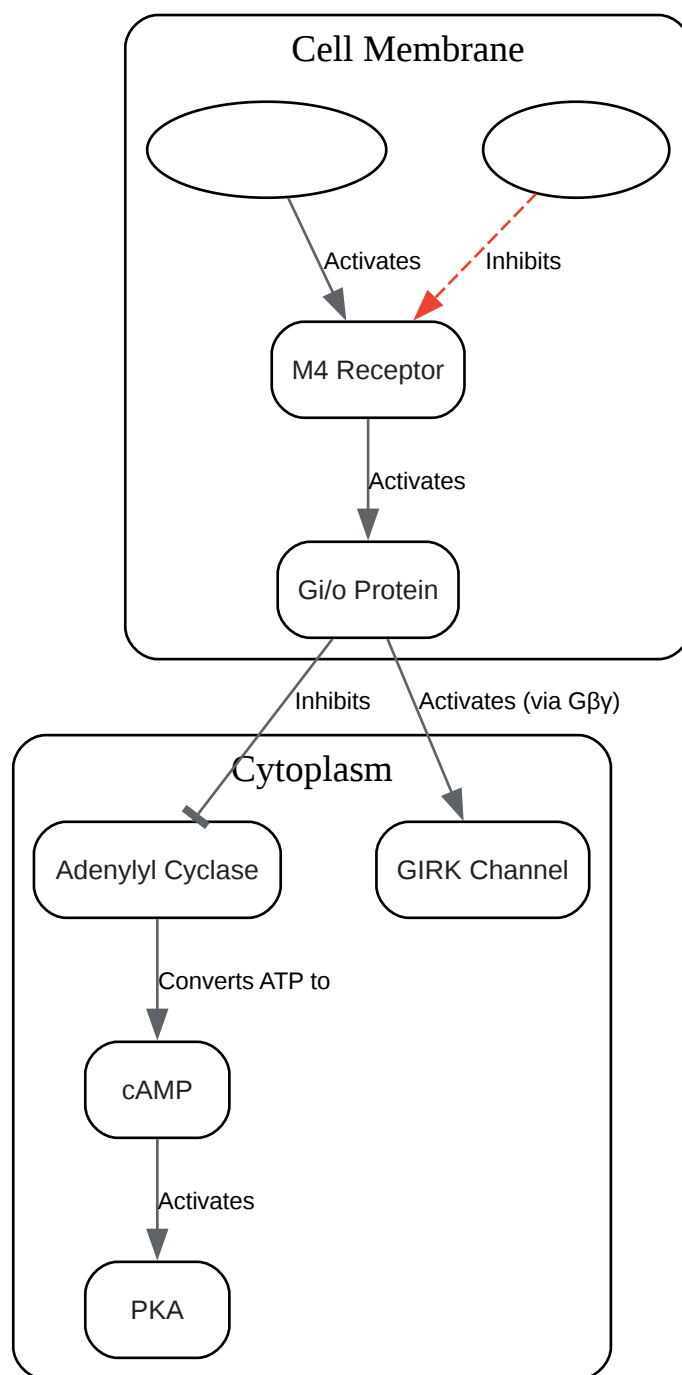 Cell Membrane
Activates
Inhibits
M4 Receptor
Activates
Gi/o Protein
Inhibits
Activates (via Gβγ)
Cytoplasm
Adenylyl Cyclase
GIRK Channel
Converts ATP to
cAMP
Activates
PKA